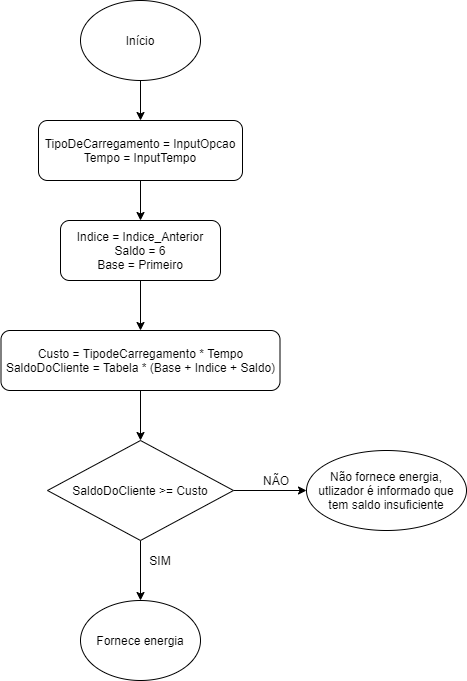 Início
TipoDeCarregamento = InputOpcao
Tempo = InputTempo
Indice = Indice_Anterior
Saldo = 6
Base = Primeiro
Custo = TipodeCarregamento * Tempo
SaldoDoCliente = Tabela * (Base + Indice + Saldo)
SaldoDoCliente >= Custo
NÃO
Não fornece energia,
utlizador é informado que
tem saldo insuficiente
SIM
Fornece energia